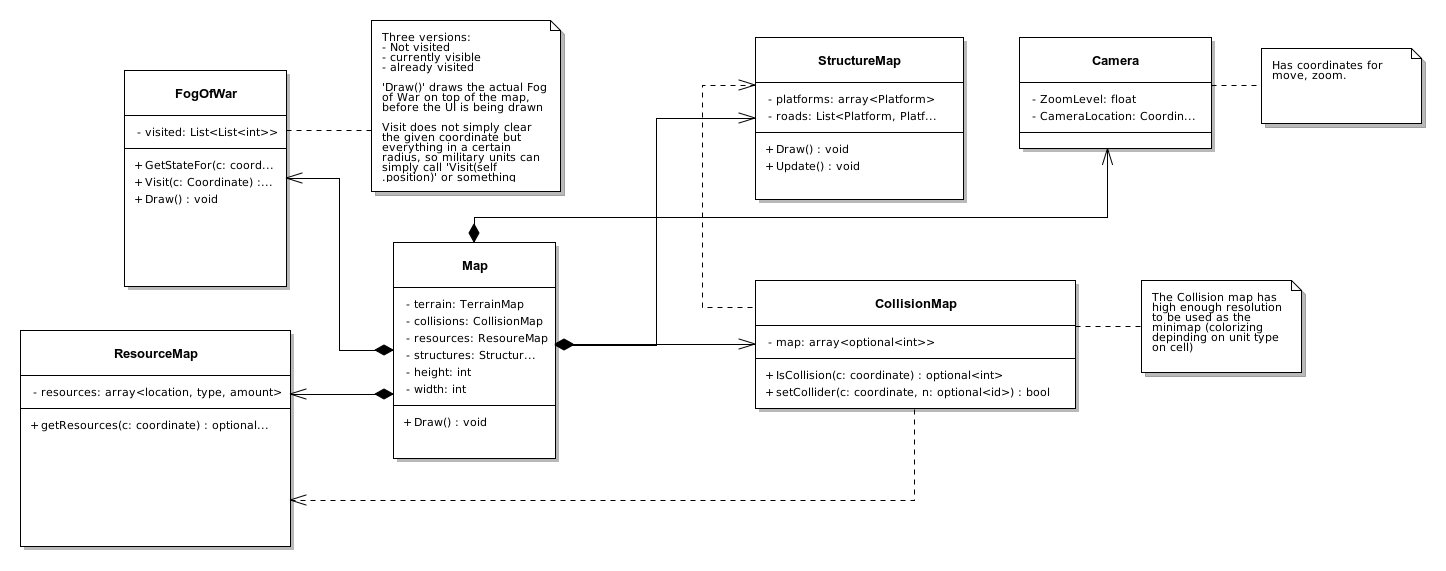 FogOfWar
- visited: List<List<int>>
+ GetStateFor(c: coord...
+ Visit(c: Coordinate) :...
+ Draw() : void
Three versions:
- Not visited
- currently visible
- already visited
'Draw()' draws the actual Fog
of War on top of the map,
before the UI is being drawn
Visit does not simply clear
the given coordinate but
everything in a certain
radius, so military units can
simply call 'Visit(self
.position)' or something
StructureMap
- platforms: array<Platform>
- roads: List<Platform, Platf...
+ Draw() : void
+ Update() : void
Camera
- ZoomLevel: float
- CameraLocation: Coordin...
Has coordinates for
move, zoom.
Map
- terrain: TerrainMap
- collisions: CollisionMap
- resources: ResoureMap
- structures: Structur...
- height: int
- width: int
+ Draw() : void
CollisionMap
- map: array<optional<int>>
+ IsCollision(c: coordinate) : optional<int>
+ setCollider(c: coordinate, n: optional<id>) : bool
The Collision map has
high enough resolution
to be used as the
minimap (colorizing
depinding on unit type
on cell)
ResourceMap
- resources: array<location, type, amount>
+ getResources(c: coordinate) : optional...